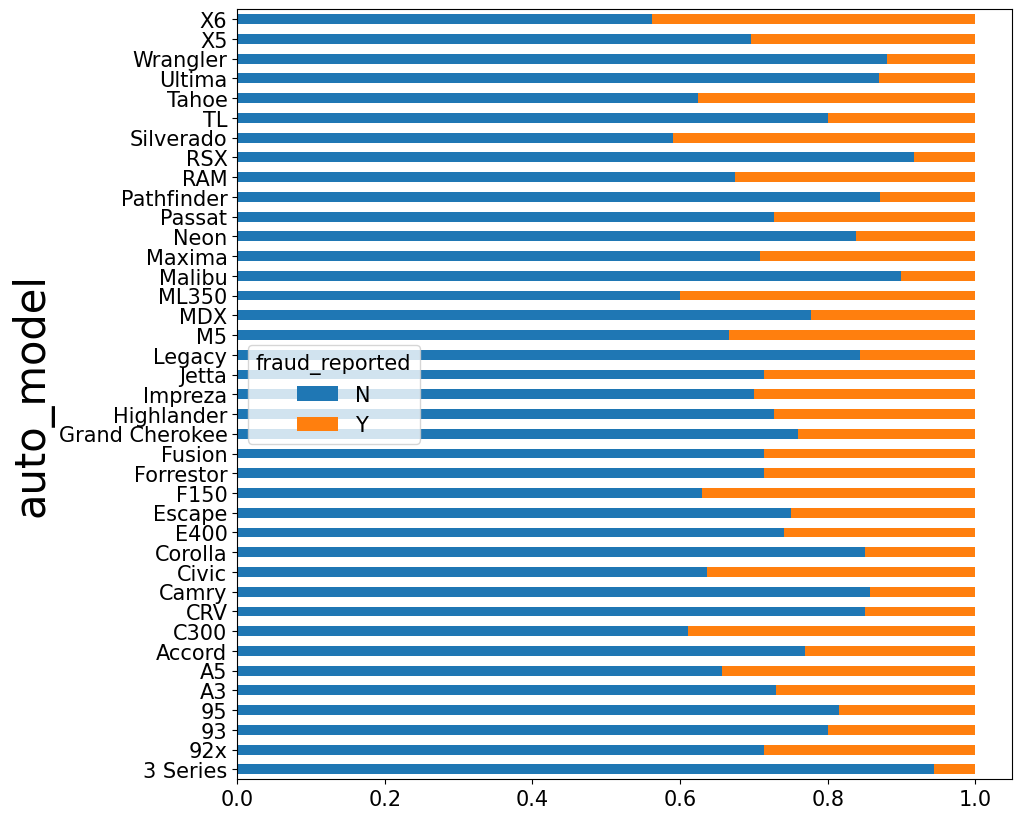 X6
X5
Wrangler
Ultima
Tahoe
TL
Silverado
RSX
RAM
Pathfinder
Passat
Neon
Maxima
Malibu
ML350
MDX
M5
Legacy
Jetta
Impreza
Highlander
Grand Cherokee
Fusion
Forrestor
F150
Escape
E400
Corolla
Civic
Camry
CRV
C300
Accord
A5
A3
95
93
92x
3 Series
auto_model
fraud_reported
N
Y
0.0 0.2 0.4 0.6 0.8 1.0